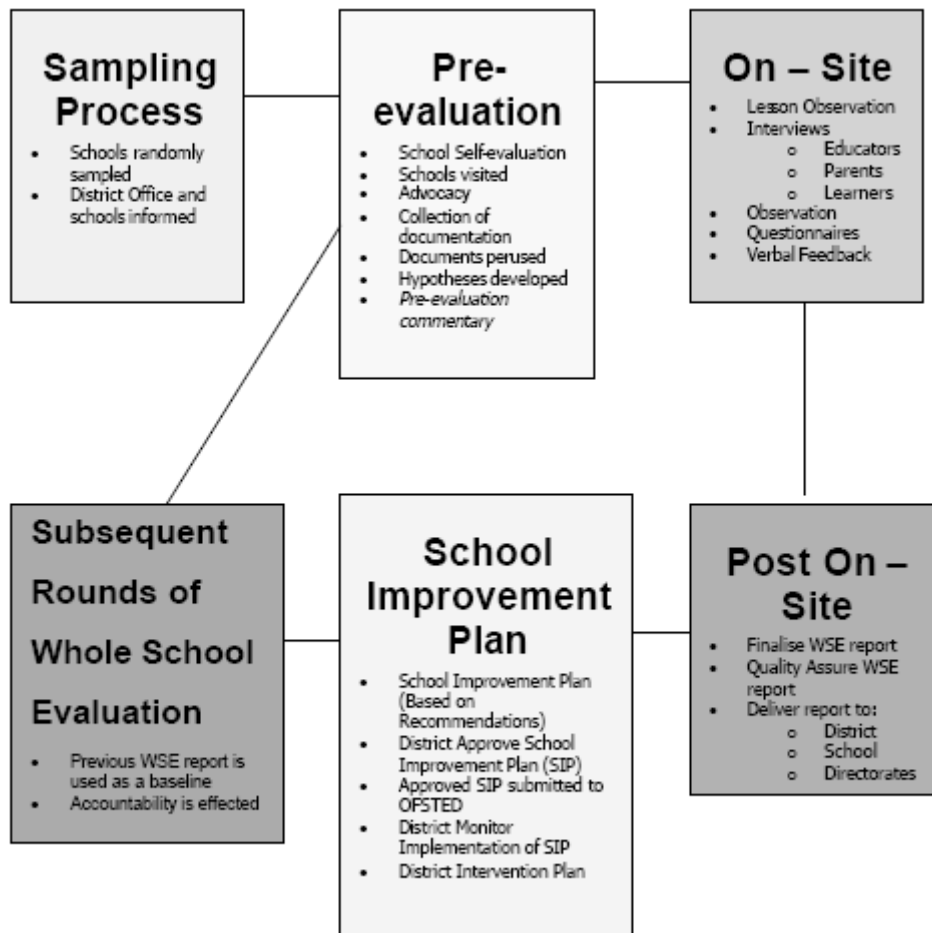 Sampling
Process
• Schools randomly
sampled
• District Office and
schools informed
Pre-
evaluation
• School Self-evaluation
• Schools visited
• Advocacy
• Collection of
documentation
• Documents perused
• Hypotheses developed
• Pre-evaluation
commentary
On – Site
• Lesson Observation
• Interviews
o Educators
o Parents
o Learners
• Observation
• Questionnaires
• Verbal Feedback
Subsequent
Rounds of
Whole School
Evaluation
• Previous WSE report is
used as a baseline
• Accountability is effected
School
Improvement
Plan
• School Improvement Plan
(Based on
Recommendations)
• District Approve School
Improvement Plan (SIP)
• Approved SIP submitted to
OFSTED
• District Monitor
Implementation of SIP
• District Intervention Plan
Post On –
Site
• Finalise WSE report
• Quality Assure WSE
report
• Deliver report to:
o District
o School
o Directorates